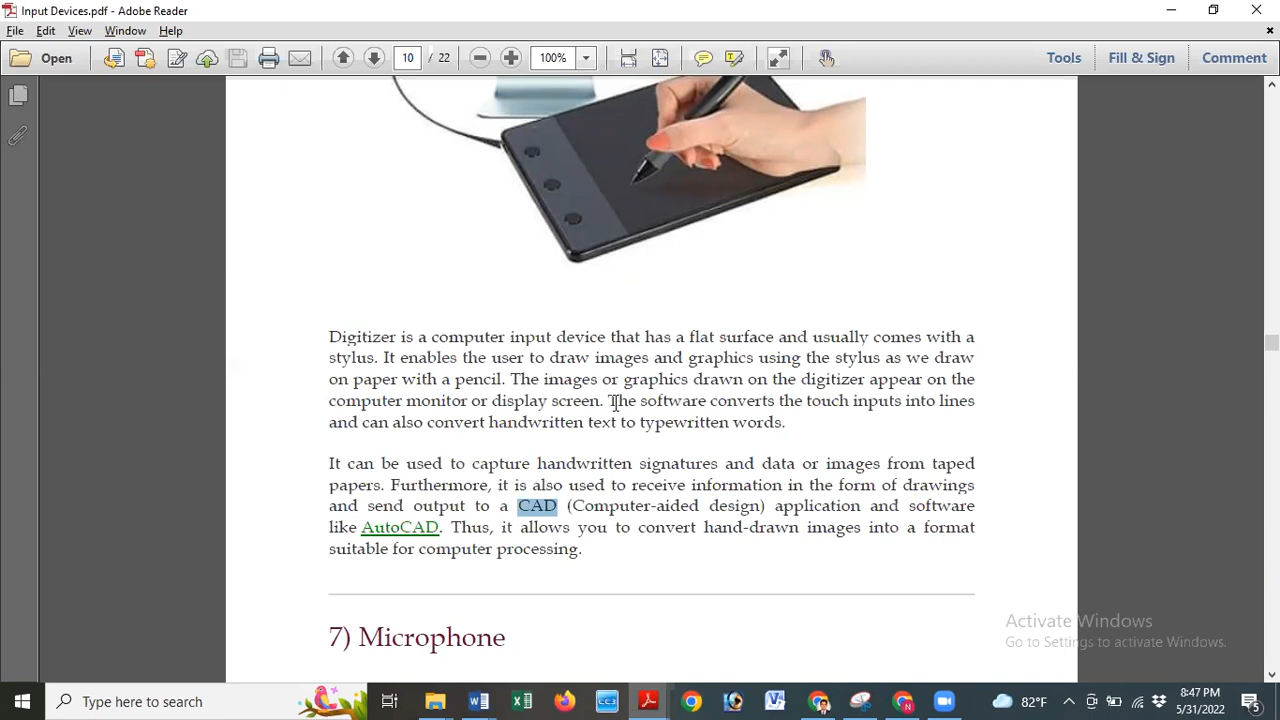 Input Devices.pdf - Adobe Reader
File Edit View Window Help
Open 10 / 22 100% Tools Fill & Sign Comment
Digitizer is a computer input device that has a flat surface and usually comes with a
stylus. It enables the user to draw images and graphics using the stylus as we draw
on paper with a pencil. The images or graphics drawn on the digitizer appear on the
computer monitor or display screen. The software converts the touch inputs into lines
and can also convert handwritten text to typewritten words.
It can be used to capture handwritten signatures and data or images from taped
papers. Furthermore, it is also used to receive information in the form of drawings
and send output to a CAD (Computer-aided design) application and software
like AutoCAD. Thus, it allows you to convert hand-drawn images into a format
suitable for computer processing.
7) Microphone
Activate Windows
Go to Settings to activate Windows.
Type here to search
82°F
8:47 PM
5/31/2022
5